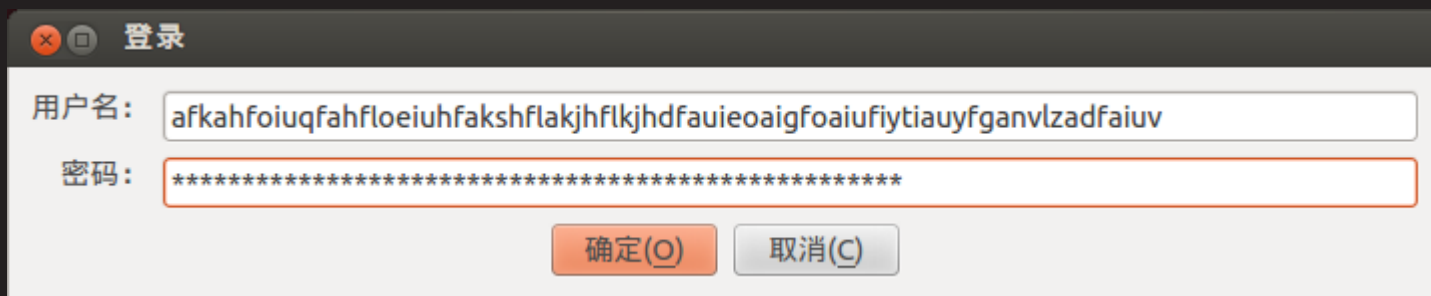 登录
用户名: afkahfoiuqfahfloeiuhfakshflakjhflkjhdfauieoaigfoaiufiytiauyfganvlzadfaiuv
密码: ****************************************************
确定(O) 取消(C)